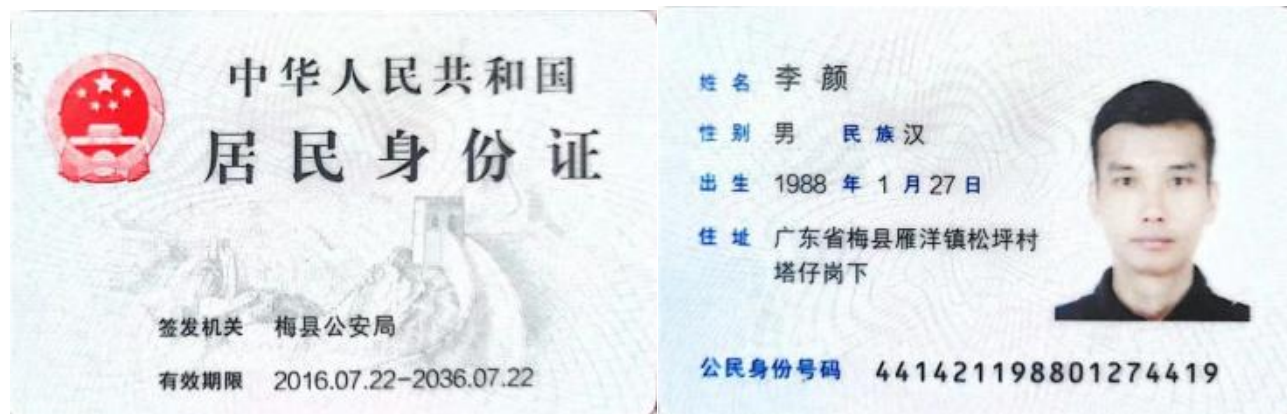 中华人民共和国
居民身份证
签发机关 梅县公安局
有效期限 2016.07.22-2036.07.22
姓名 李颜
性别 男 民族 汉
出生 1988 年 1 月 27 日
住址 广东省梅县雁洋镇松坪村
塔仔岗下
公民身份号码 441421198801274419